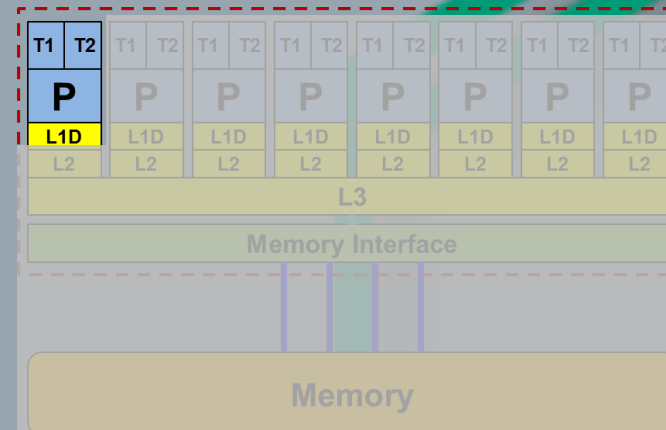 T1 T2 T1 T2 T1 T2 T1 T2 T1 T2 T1 T2 T1 T2 T1 T2
P P P P P P P P
L1D L1D L1D L1D L1D L1D L1D L1D
L2 L2 L2 L2 L2 L2 L2 L2
L3
Memory Interface
Memory